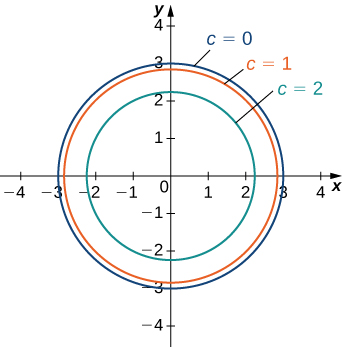 y
4
c = 0
3
c = 1
2
c = 2
1
−4 −3 −2 −1 0 1 2 3 4 x
−1
−2
−3
−4